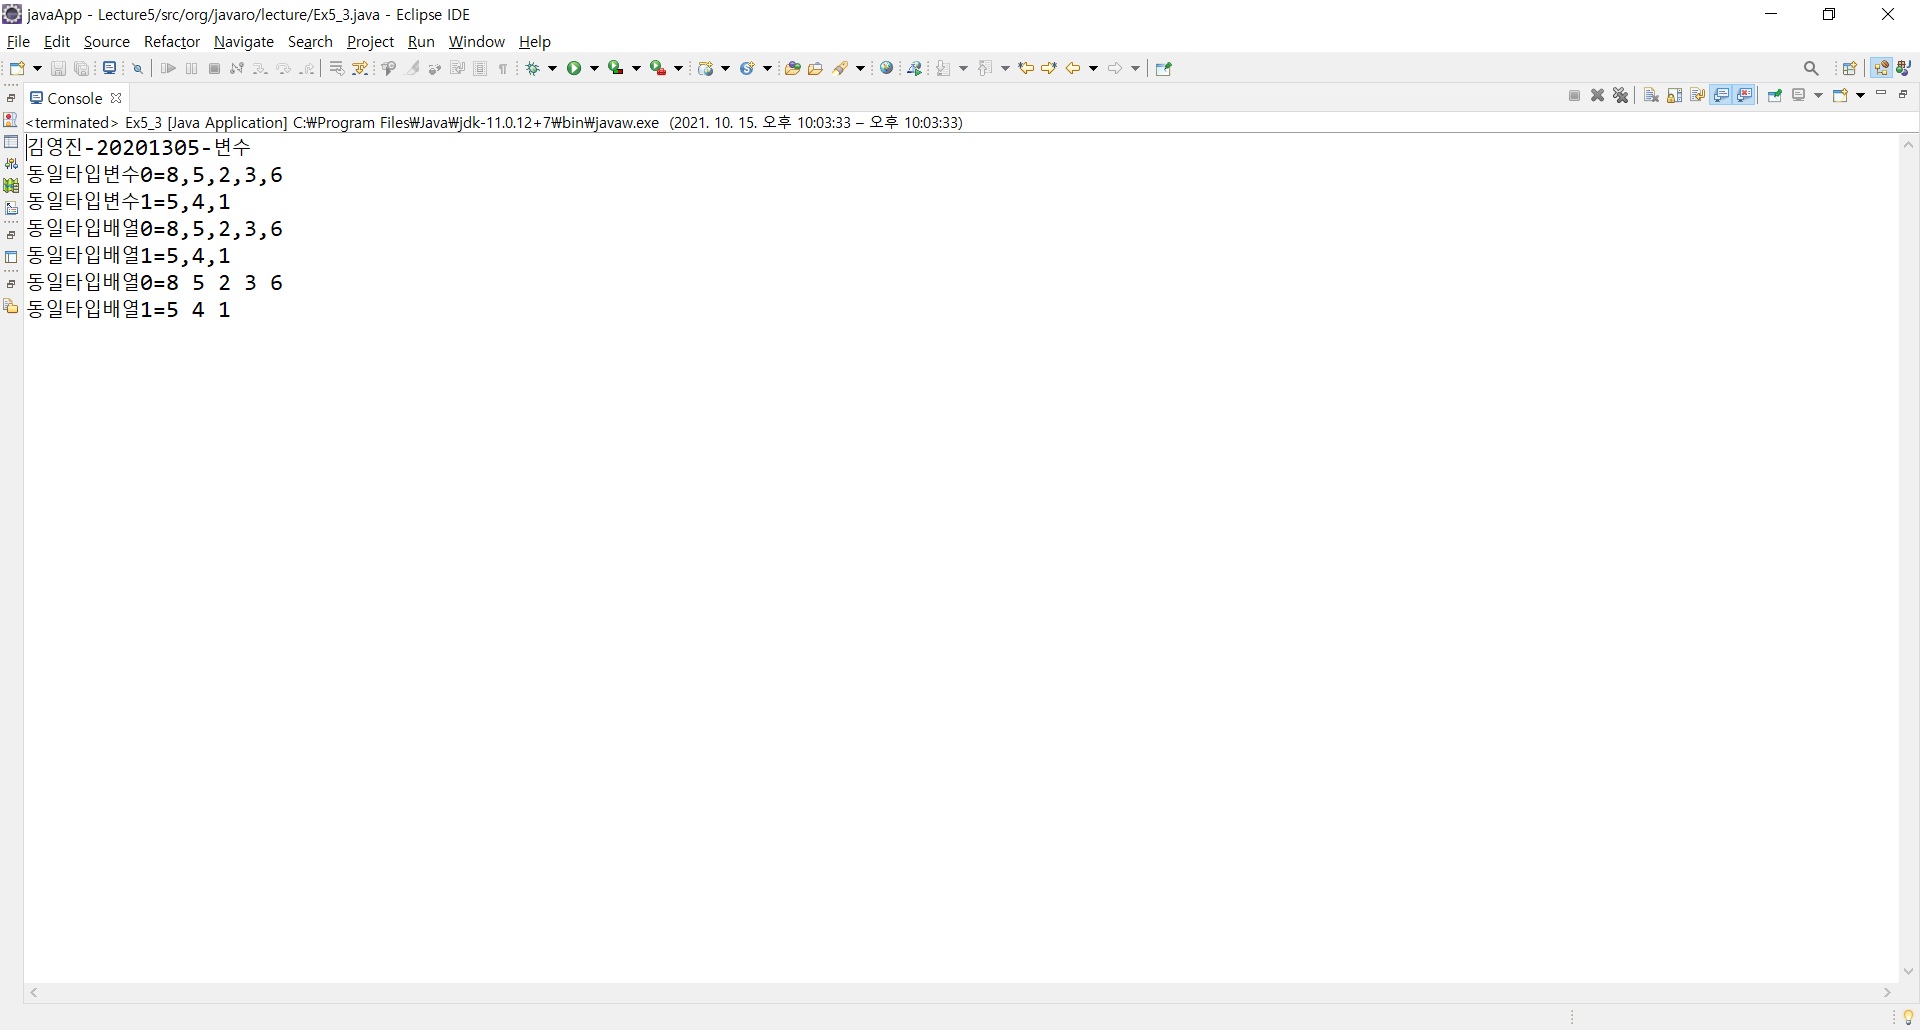 javaApp - Lecture5/src/org/javaro/lecture/Ex5_3.java - Eclipse IDE
File Edit Source Refactor Navigate Search Project Run Window Help
Console
<terminated> Ex5_3 [Java Application] C:₩Program Files₩Java₩jdk-11.0.12+7₩bin₩javaw.exe (2021. 10. 15. 오후 10:03:33 – 오후 10:03:33)
김영진-20201305-변수
동일타입변수0=8,5,2,3,6
동일타입변수1=5,4,1
동일타입배열0=8,5,2,3,6
동일타입배열1=5,4,1
동일타입배열0=8 5 2 3 6
동일타입배열1=5 4 1